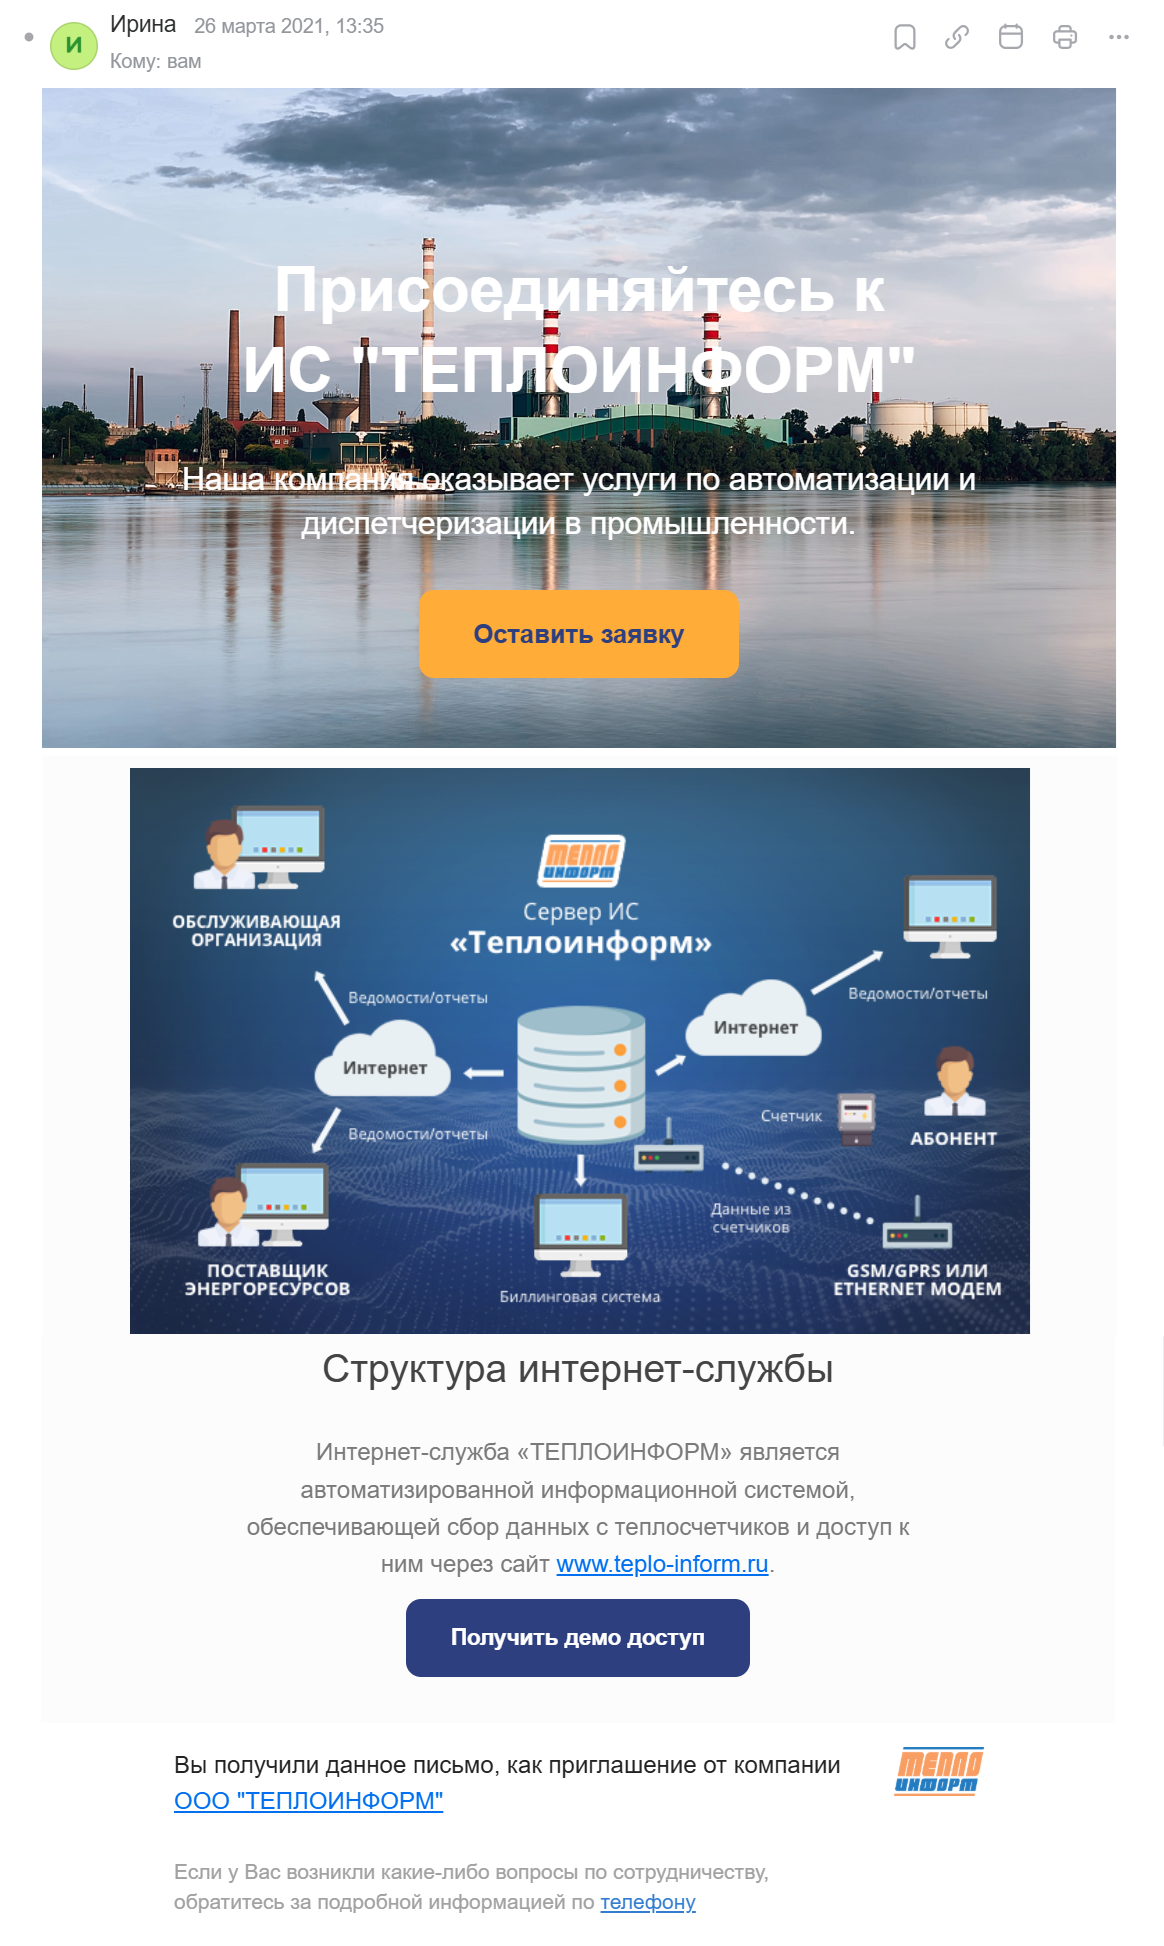 Ирина 26 марта 2021, 13:35
И
Кому: вам
Присоединяйтесь к
ИС "ТЕПЛОИНФОРМ"
Наша компания оказывает услуги по автоматизации и
диспетчеризации в промышленности.
Оставить заявку
ТЕПЛО
ИНФОРМ
Сервер ИС
«Теплоинформ»
ОБСЛУЖИВАЮЩАЯ
ОРГАНИЗАЦИЯ
Ведомости/отчеты
Ведомости/отчеты
Интернет
Интернет
Ведомости/отчеты
Счетчик
АБОНЕНТ
Данные из
счетчиков
ПОСТАВЩИК
ЭНЕРГОРЕСУРСОВ
Биллинговая система
GSM/GPRS ИЛИ
ETHERNET МОДЕМ
Структура интернет-службы
Интернет-служба «ТЕПЛОИНФОРМ» является
автоматизированной информационной системой,
обеспечивающей сбор данных с теплосчетчиков и доступ к
ним через сайт www.teplo-inform.ru.
Получить демо доступ
Вы получили данное письмо, как приглашение от компании
ООО "ТЕПЛОИНФОРМ"
ТЕПЛО
ИНФОРМ
Если у Вас возникли какие-либо вопросы по сотрудничеству,
обратитесь за подробной информацией по телефону